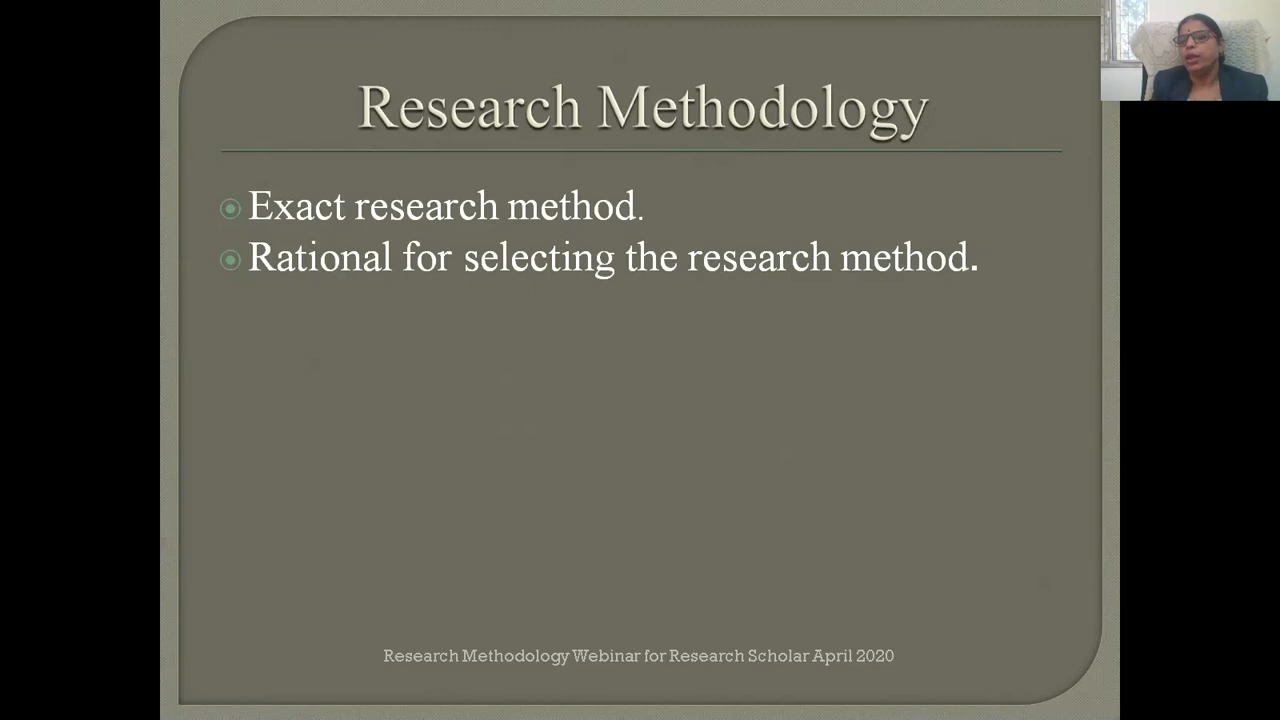 Research Methodology
Exact research method.
Rational for selecting the research method.
Research Methodology Webinar for Research Scholar April 2020